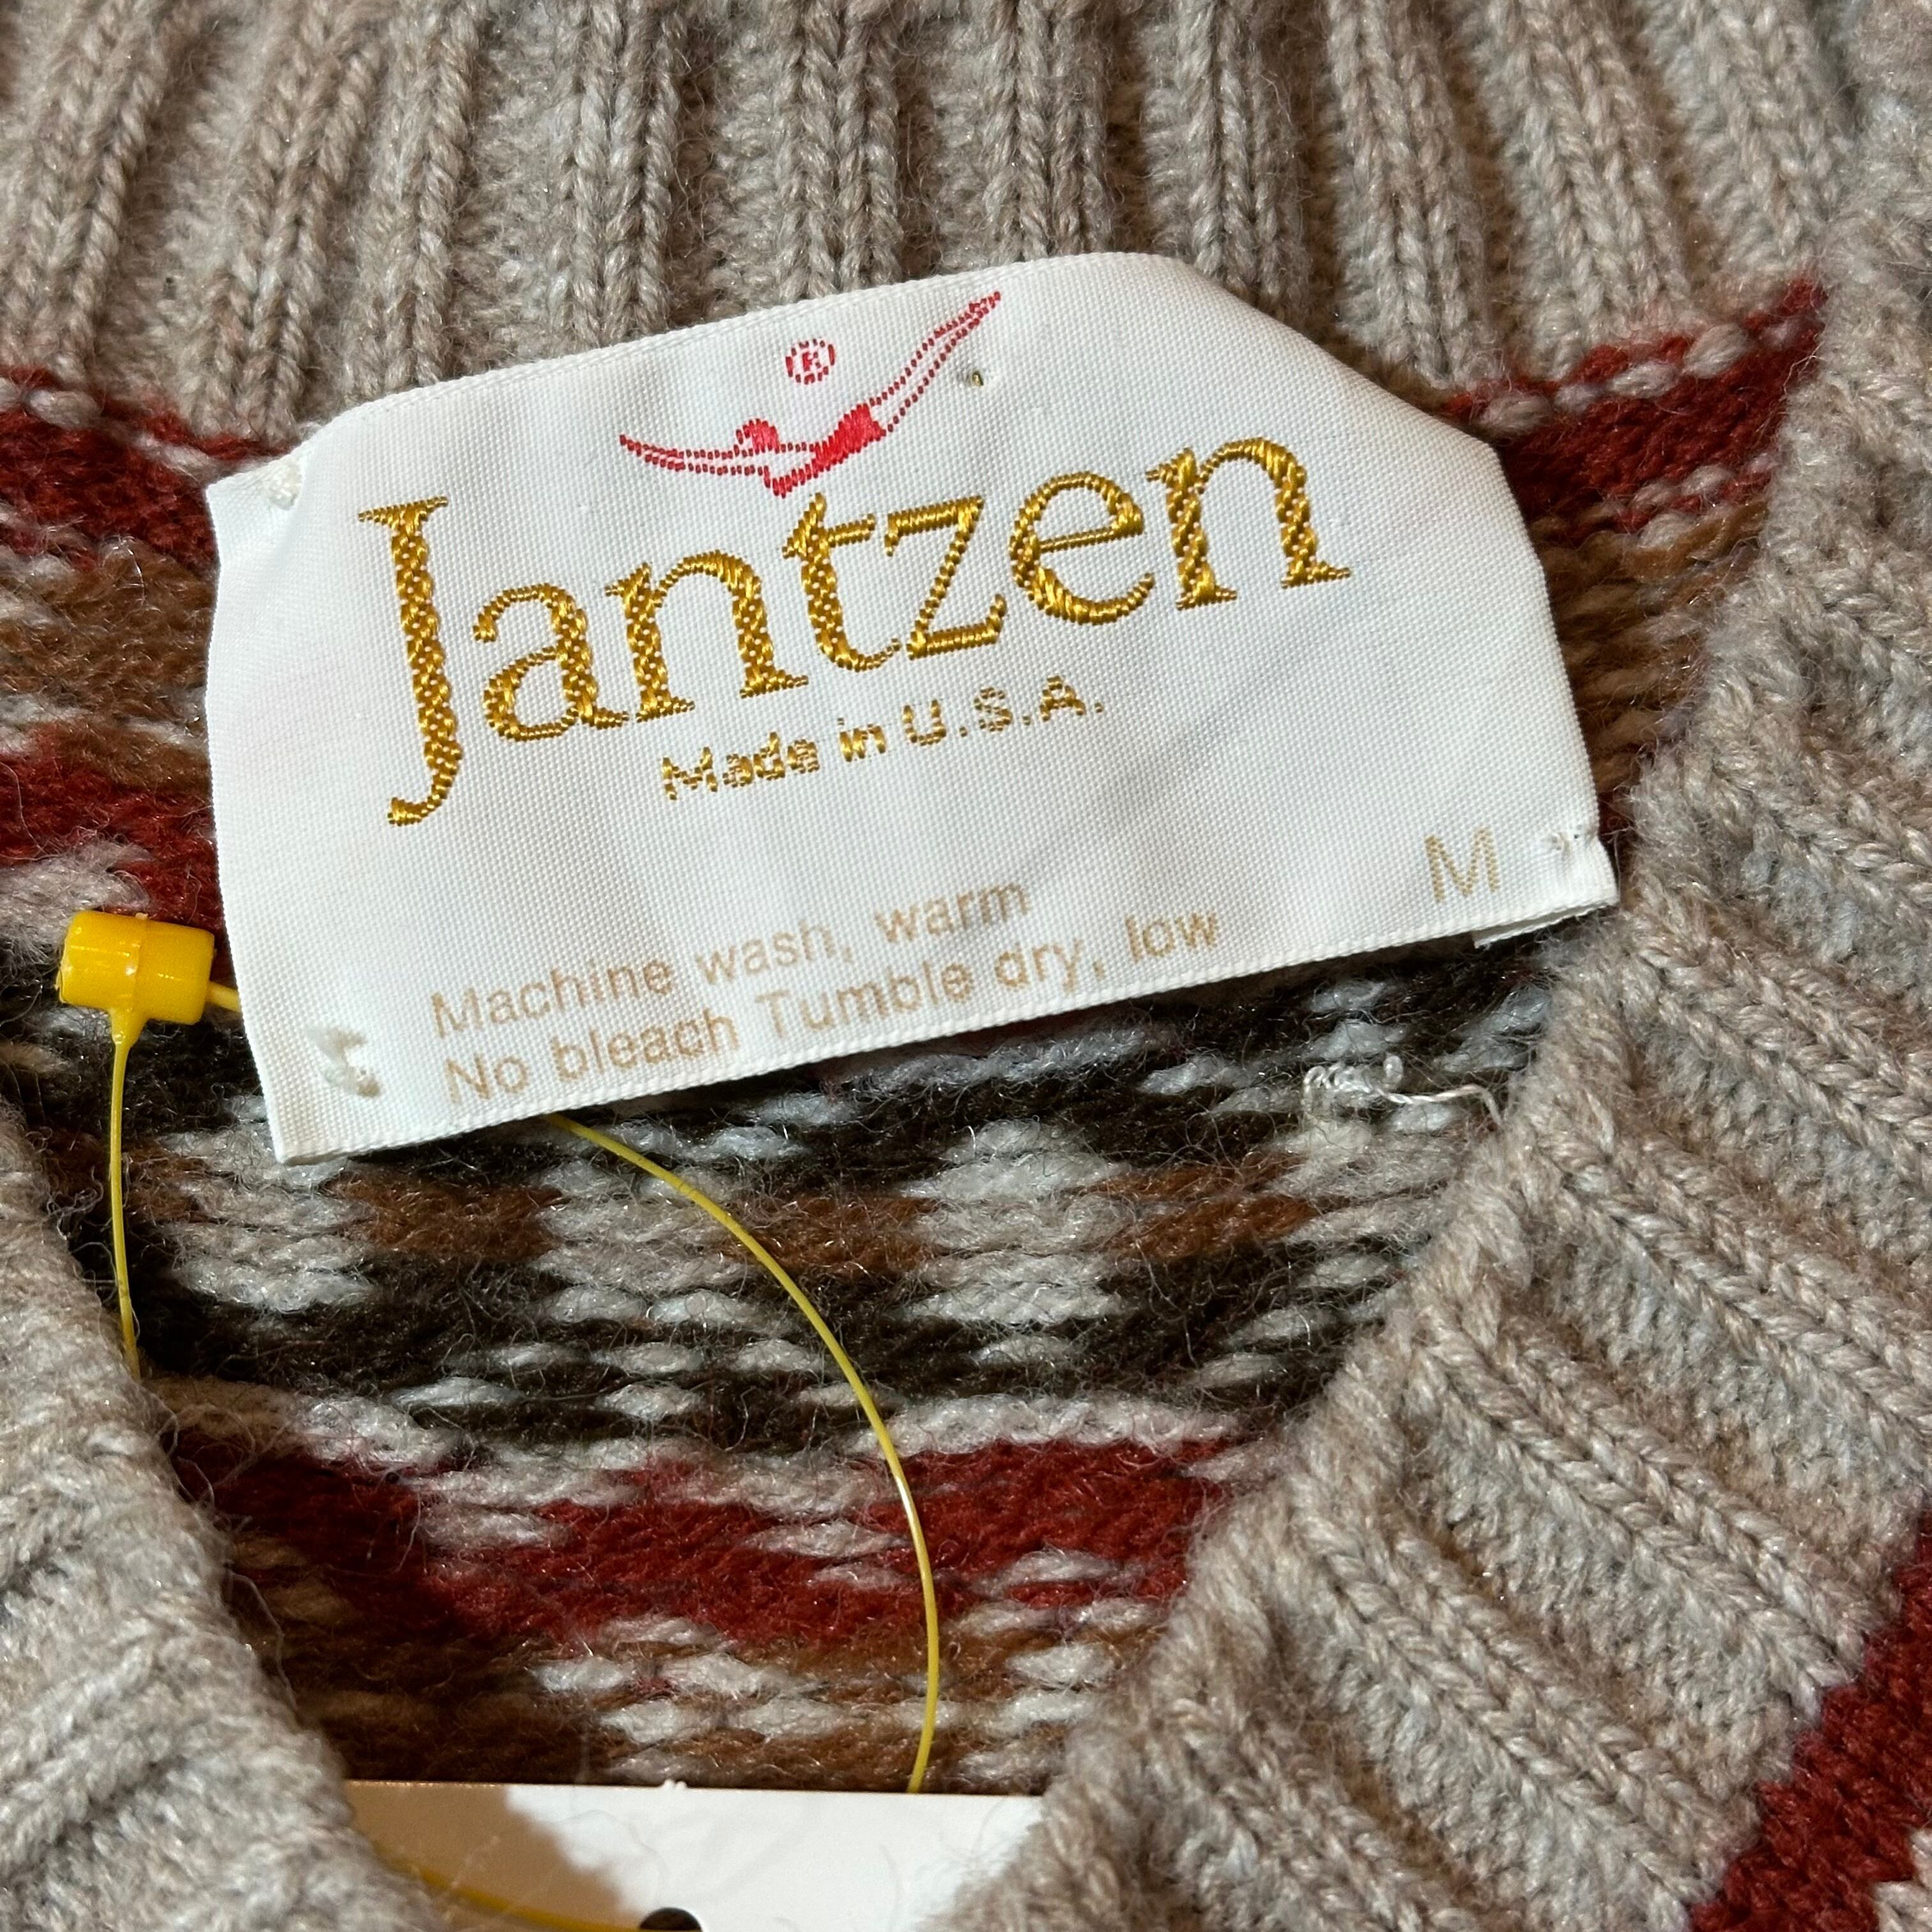 ®
Jantzen
Made in U.S.A.
M
Machine wash, warm
No bleach Tumble dry, low